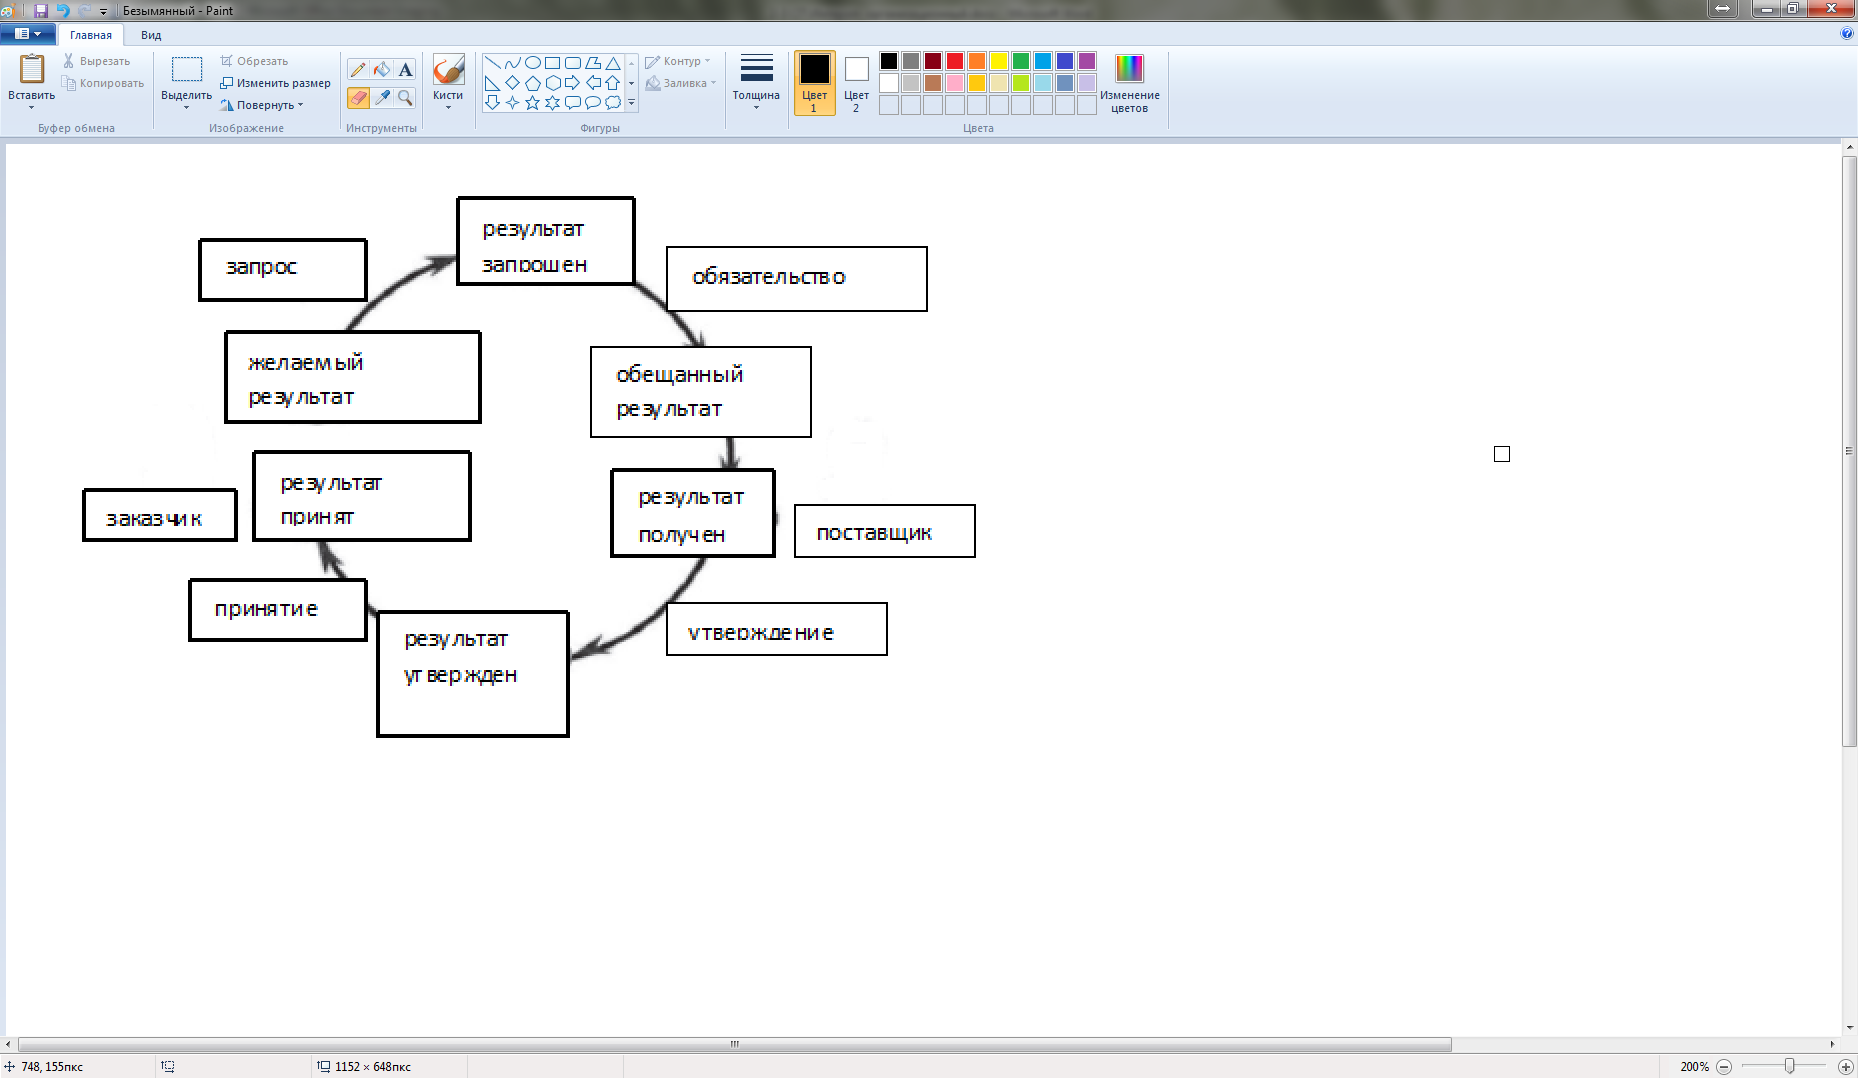 Безымянный - Paint
Главная
Вид
Вставить
Вырезать
Копировать
Буфер обмена
Выделить
Обрезать
Изменить размер
Повернуть
Изображение
A
Инструменты
Кисти
Контур
Заливка
Фигуры
Толщина
Цвет
1
Цвет
2
Изменение
цветов
Цвета
результат
запрошен
запрос
обязательство
желаемый
результат
обещанный
результат
результат
принят
результат
получен
заказчик
поставщик
принятие
утверждение
результат
утвержден
748, 155пкс
1152 × 648пкс
200%